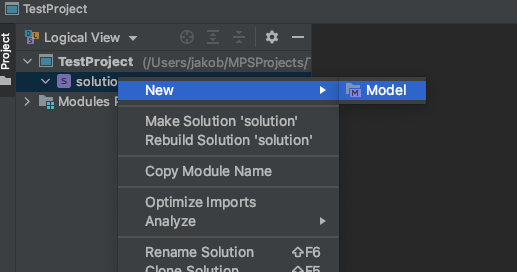 TestProject
Project
Logical View
TestProject (/Users/jakob/MPSProjects/
solutio
New
Model
Modules
Make Solution 'solution'
Rebuild Solution 'solution'
Copy Module Name
Optimize Imports
Analyze
Rename Solution ⇧F6
Clone Solution ⇧F5